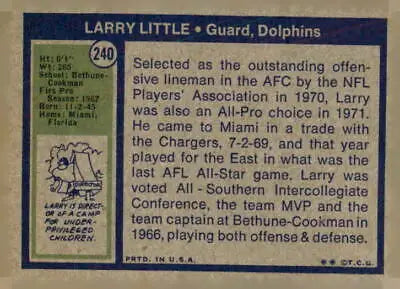 LARRY LITTLE • Guard, Dolphins
240
Ht: 6'1"
Wt: 265
School: Bethune-
Cookman
Firs Pro
Season: 1967
Born: 11-2-45
Home: Miami,
Florida
LARRY IS DIRECT-
OR OF A CAMP
FOR UNDER-
PRIVILEGED
CHILDREN.
Selected as the outstanding offen-
sive lineman in the AFC by the NFL
Players' Association in 1970, Larry
was also an All-Pro choice in 1971.
He came to Miami in a trade with
the Chargers, 7-2-69, and that year
played for the East in what was the
last AFL All-Star game. Larry was
voted All-Southern Intercollegiate
Conference, the team MVP and the
team captain at Bethune-Cookman in
1966, playing both offense & defense.
PRTD. IN U.S.A.
** © T.C.G.